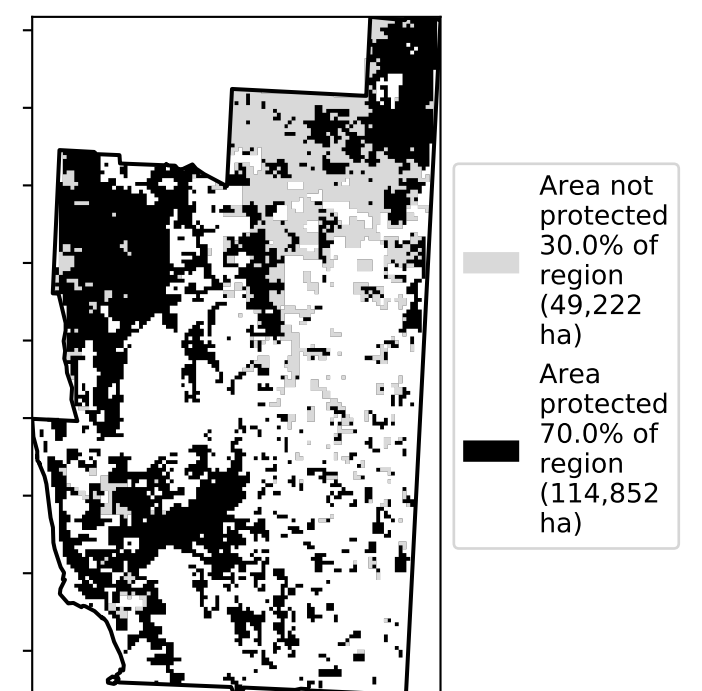 Area not
protected
30.0% of
region
(49,222
ha)
Area
protected
70.0% of
region
(114,852
ha)